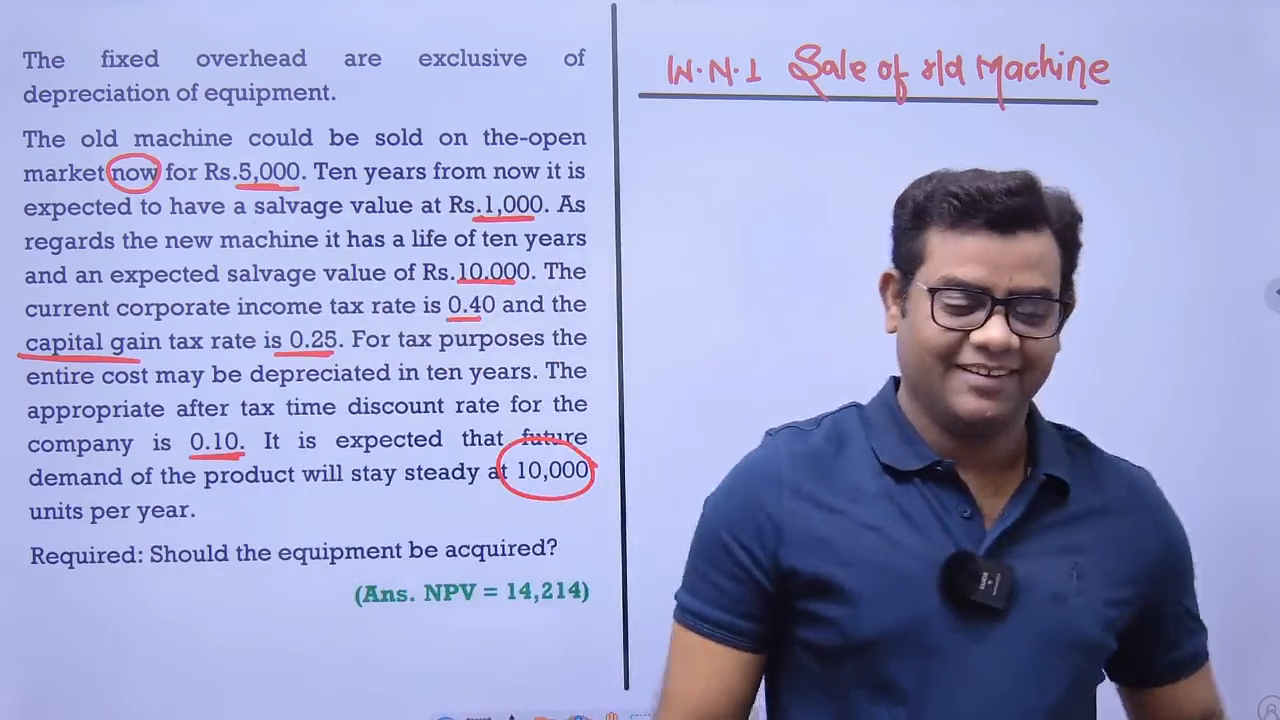 The fixed overhead are exclusive of
depreciation of equipment.
The old machine could be sold on the-open
market now for Rs.5,000. Ten years from now it is
expected to have a salvage value at Rs.1,000. As
regards the new machine it has a life of ten years
and an expected salvage value of Rs.10.000. The
current corporate income tax rate is 0.40 and the
capital gain tax rate is 0.25. For tax purposes the
entire cost may be depreciated in ten years. The
appropriate after tax time discount rate for the
company is 0.10. It is expected that future
demand of the product will stay steady at 10,000
units per year.
Required: Should the equipment be acquired?
(Ans. NPV = 14,214)
W.N.1 Sale of old Machine